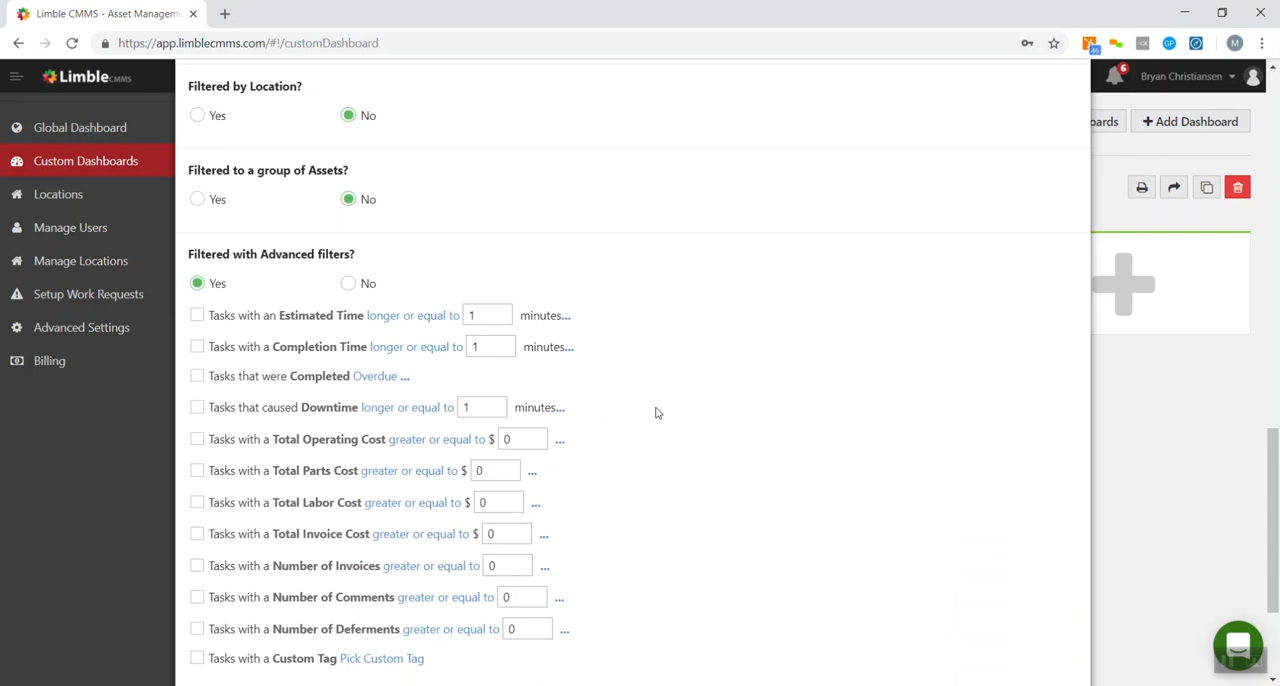 Limble CMMS - Asset Managem
https://app.limblecmms.com/#!/customDashboard
46
M
Limble CMMS
6
Bryan Christiansen
Global Dashboard
Custom Dashboards
Locations
Manage Users
Manage Locations
Setup Work Requests
Advanced Settings
Billing
oards
+ Add Dashboard
Filtered by Location?
Yes No
Filtered to a group of Assets?
Yes No
Filtered with Advanced filters?
Yes No
Tasks with an Estimated Time longer or equal to 1 minutes...
Tasks with a Completion Time longer or equal to 1 minutes...
Tasks that were Completed Overdue ...
Tasks that caused Downtime longer or equal to 1 minutes...
Tasks with a Total Operating Cost greater or equal to $ 0 ...
Tasks with a Total Parts Cost greater or equal to $ 0 ...
Tasks with a Total Labor Cost greater or equal to $ 0 ...
Tasks with a Total Invoice Cost greater or equal to $ 0 ...
Tasks with a Number of Invoices greater or equal to 0 ...
Tasks with a Number of Comments greater or equal to 0 ...
Tasks with a Number of Deferments greater or equal to 0 ...
Tasks with a Custom Tag Pick Custom Tag